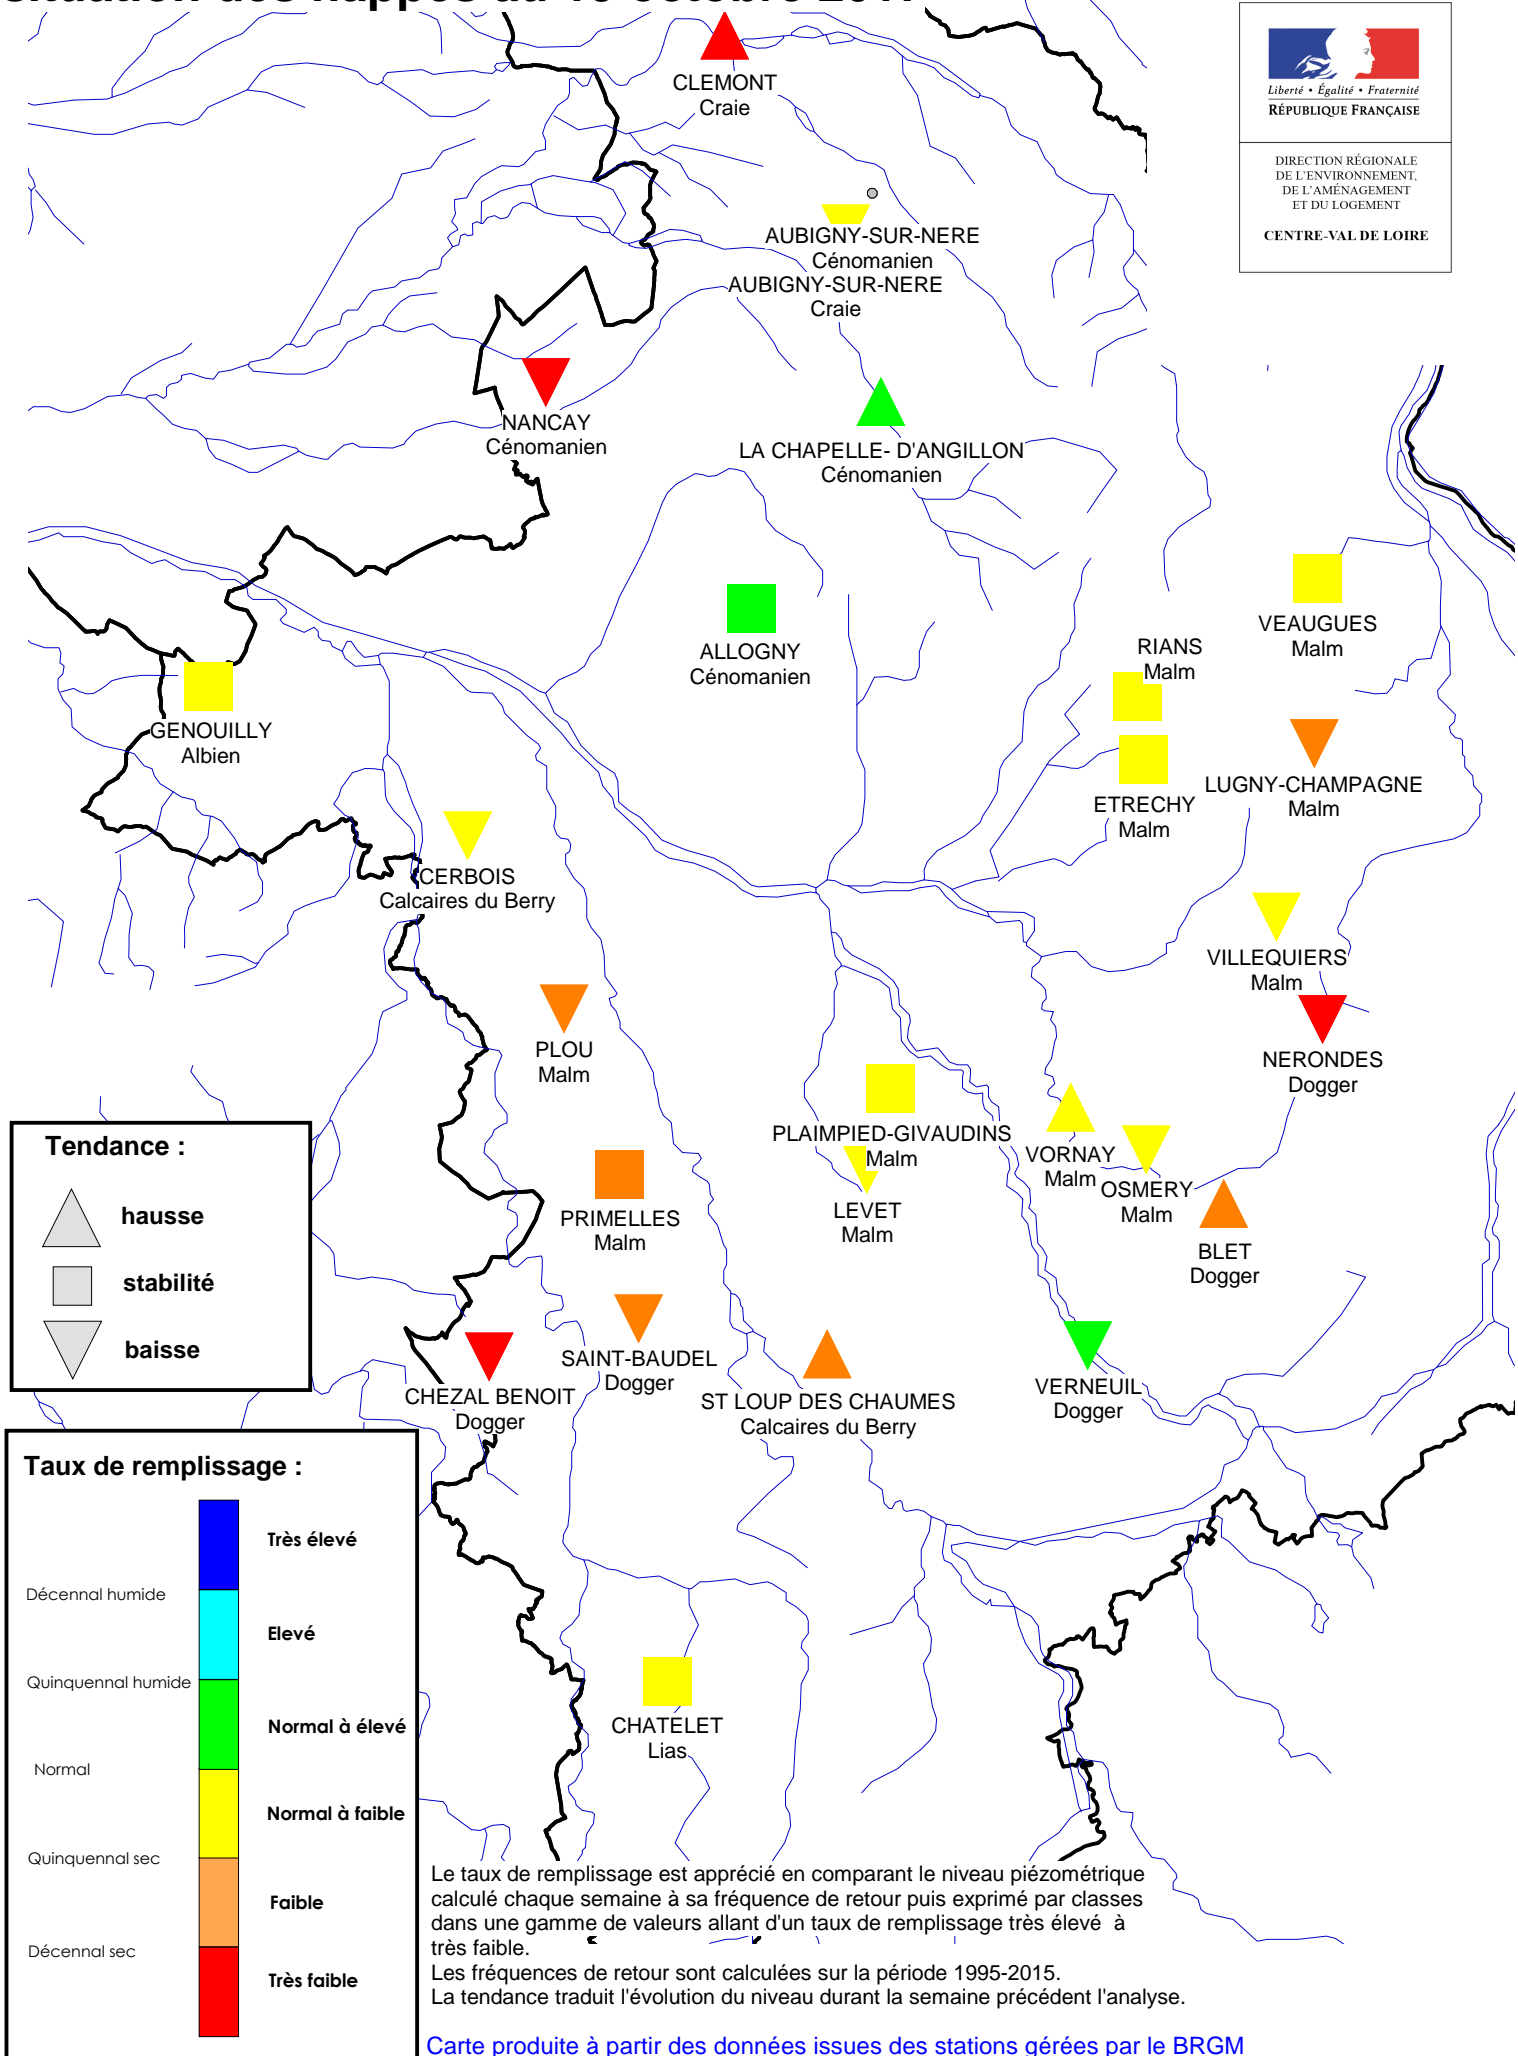 CLEMONT
Craie
Liberté • Égalité • Fraternité
RÉPUBLIQUE FRANÇAISE
DIRECTION RÉGIONALE
DE L'ENVIRONNEMENT,
DE L'AMÉNAGEMENT
ET DU LOGEMENT
CENTRE-VAL DE LOIRE
AUBIGNY-SUR-NERE
Cénomanien
AUBIGNY-SUR-NERE
Craie
NANCAY
Cénomanien
LA CHAPELLE- D'ANGILLON
Cénomanien
VEAUGUES
Malm
ALLOGNY
Cénomanien
RIANS
Malm
GENOUILLY
Albien
LUGNY-CHAMPAGNE
Malm
ETRECHY
Malm
CERBOIS
Calcaires du Berry
VILLEQUIERS
Malm
PLOU
Malm
NERONDES
Dogger
PLAIMPIED-GIVAUDINS
Malm
VORNAY
Malm
OSMERY
Malm
PRIMELLES
Malm
LEVET
Malm
BLET
Dogger
Tendance :
hausse
stabilité
baisse
SAINT-BAUDEL
Dogger
CHEZAL BENOIT
Dogger
ST LOUP DES CHAUMES
Calcaires du Berry
VERNEUIL
Dogger
Taux de remplissage :
Très élevé
Décennal humide
Elevé
Quinquennal humide
Normal à élevé
Normal
Normal à faible
Quinquennal sec
Faible
Décennal sec
Très faible
CHATELET
Lias
Le taux de remplissage est apprécié en comparant le niveau piézométrique
calculé chaque semaine à sa fréquence de retour puis exprimé par classes
dans une gamme de valeurs allant d'un taux de remplissage très élevé à
très faible.
Les fréquences de retour sont calculées sur la période 1995-2015.
La tendance traduit l'évolution du niveau durant la semaine précédent l'analyse.
Carte produite à partir des données issues des stations gérées par le BRGM